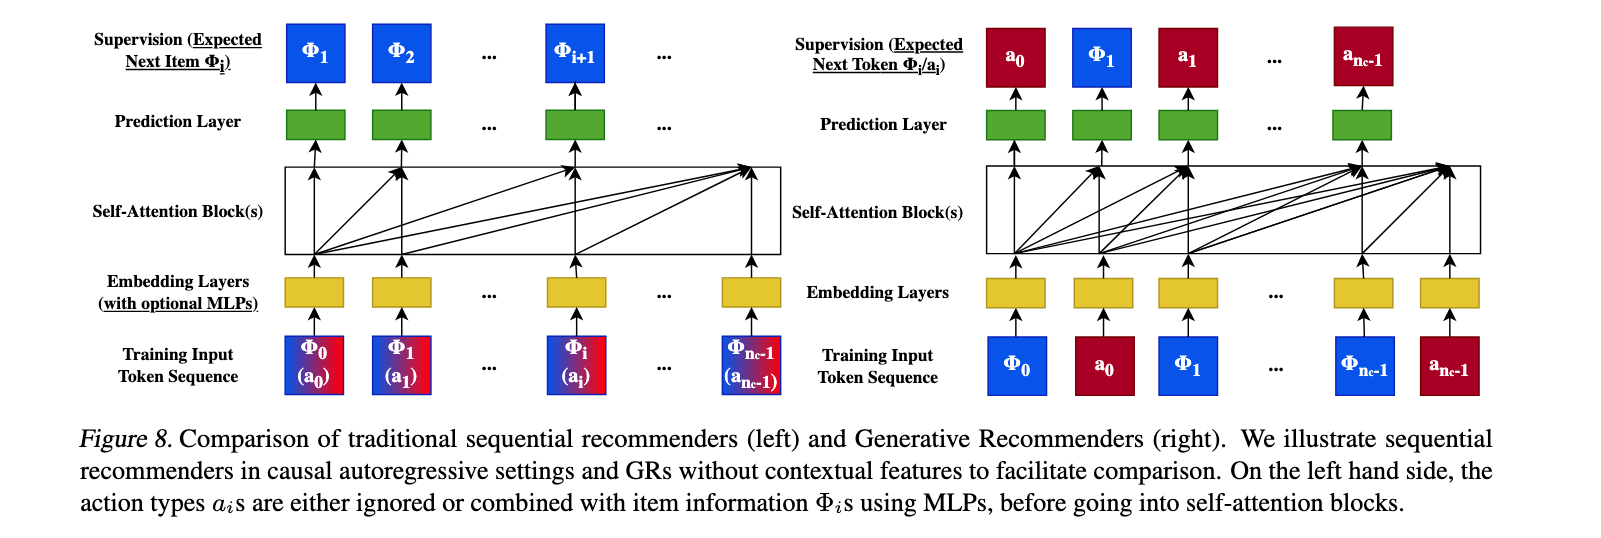 Supervision (Expected
Next Item Φi)
Φ1
Φ2
...
Φi+1
...
Prediction Layer
...
...
Self-Attention Block(s)
Embedding Layers
(with optional MLPs)
...
...
Training Input
Token Sequence
Φ0
(a0)
Φ1
(a1)
...
Φi
(ai)
...
Φnc-1
(anc-1)
Supervision (Expected
Next Token Φi/ai)
a0
Φ1
a1
...
anc-1
Prediction Layer
...
Self-Attention Block(s)
Embedding Layers
...
Training Input
Token Sequence
Φ0
a0
Φ1
...
Φnc-1
anc-1
Figure 8. Comparison of traditional sequential recommenders (left) and Generative Recommenders (right). We illustrate sequential
recommenders in causal autoregressive settings and GRs without contextual features to facilitate comparison. On the left hand side, the
action types ais are either ignored or combined with item information Φis using MLPs, before going into self-attention blocks.